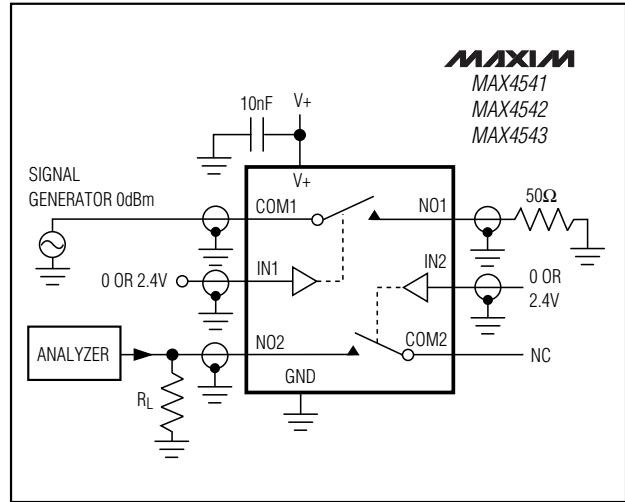 MAXIM
MAX4541
MAX4542
MAX4543
10nF
V+
V+
SIGNAL
GENERATOR 0dBm
COM1
NO1
50Ω
0 OR 2.4V
IN1
IN2
0 OR
2.4V
ANALYZER
NO2
COM2
NC
GND
RL